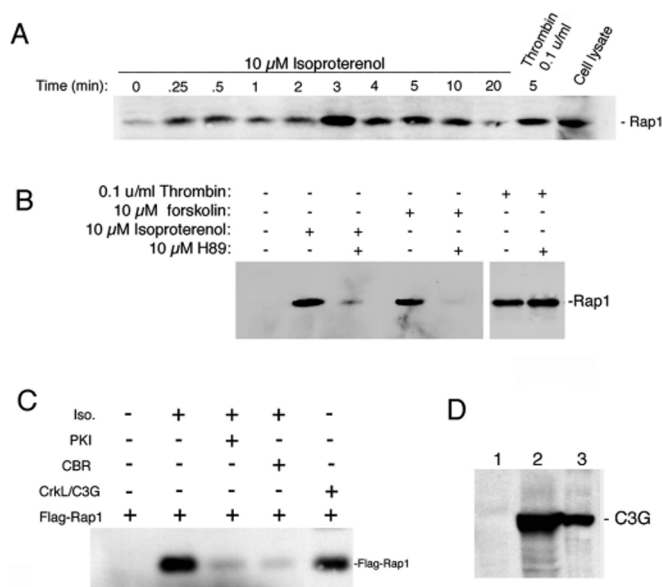 A
10 µM Isoproterenol
Thrombin
0.1 u/ml
Cell lysate
Time (min): 0 .25 .5 1 2 3 4 5 10 20 5
- Rap1
B
0.1 u/ml Thrombin: - - - - - + +
10 µM forskolin: - - - + + - -
10 µM Isoproterenol: - + + - - - -
10 µM H89: - - + - + - +
-Rap1
C
Iso. - + + + -
PKI - - + - -
CBR - - - + -
CrkL/C3G - - - - +
Flag-Rap1 + + + + +
-Flag-Rap1
D
1 2 3
- C3G